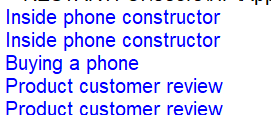 Inside phone constructor
Inside phone constructor
Buying a phone
Product customer review
Product customer review